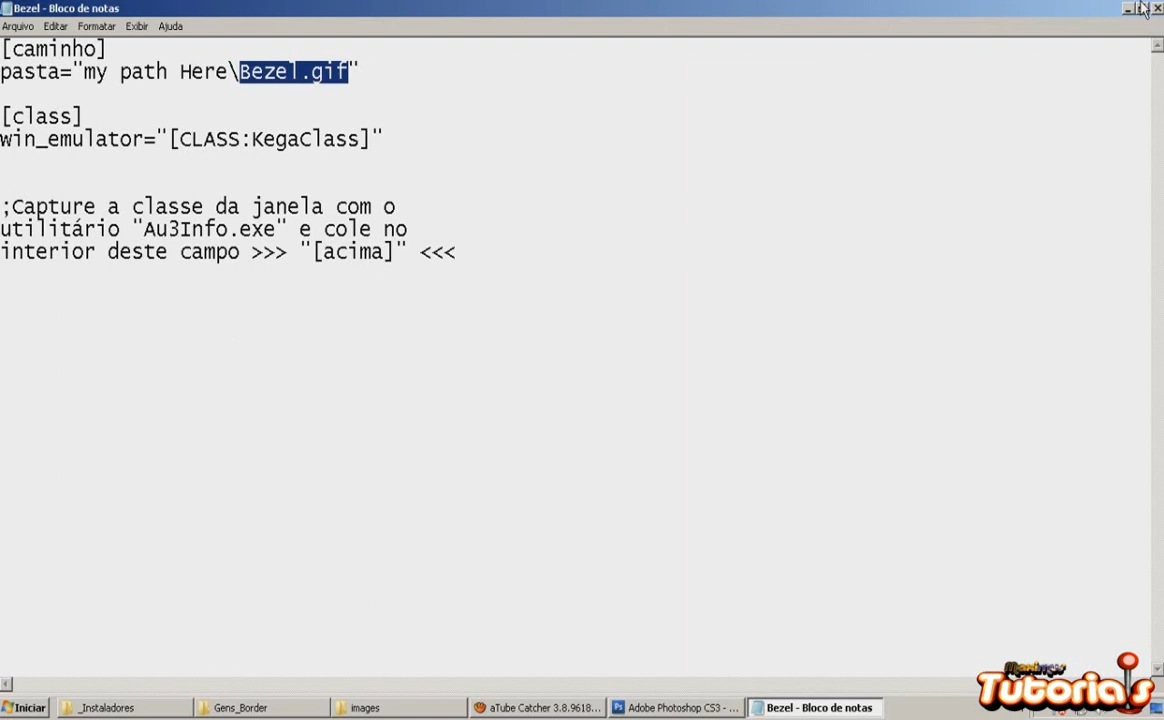 Bezel - Bloco de notas
Arquivo Editar Formatar Exibir Ajuda
[caminho]
pasta="my path Here\Bezel.gif"
[class]
win_emulator="[CLASS:KegaClass]"
;Capture a classe da janela com o
utilitário "Au3Info.exe" e cole no
interior deste campo >>> "[acima]" <<<
Tutoria's
Iniciar _Instaladores Gens_Border images aTube Catcher 3.8.9618... Adobe Photoshop CS3 - ... Bezel - Bloco de notas